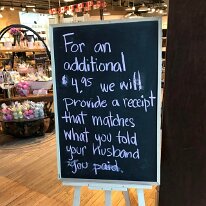 For an
additional
$4.95 we will
provide a receipt
that matches
what you told
your husband
you paid.